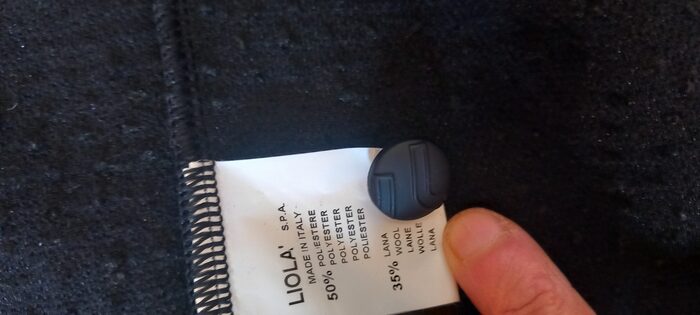 LIOLA' S.P.A.
MADE IN ITALY
POLIESTERE
50% POLYESTER
POLYESTER
POLYESTER
POLIESTER
LANA
35% WOOL
LAINE
WOLLE
LANA